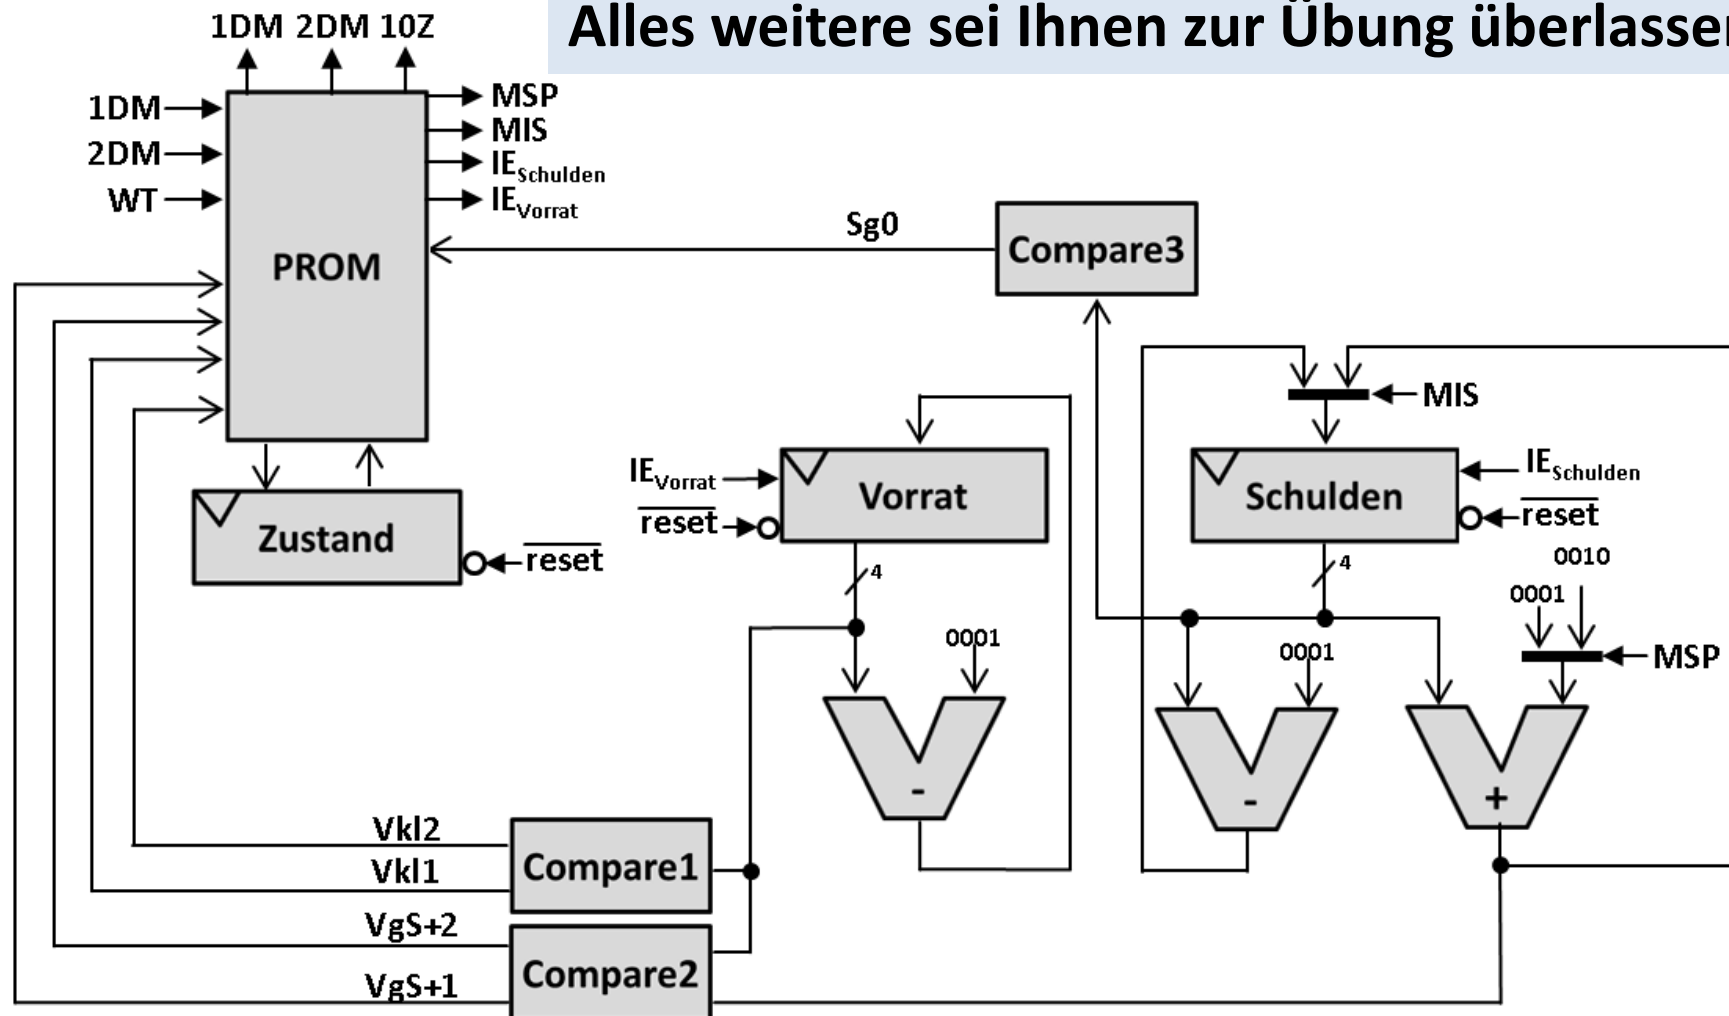 Alles weitere sei Ihnen zur Übung überlassen
1DM 2DM 10Z
1DM
2DM
WT
PROM
MSP
MIS
IESchulden
IEVorrat
Sg0
Compare3
MIS
IEVorrat
reset
Vorrat
Schulden
IESchulden
reset
Zustand
reset
4
4
0010
0001
0001
0001
MSP
-
-
+
Vkl2
Vkl1
Compare1
VgS+2
VgS+1
Compare2